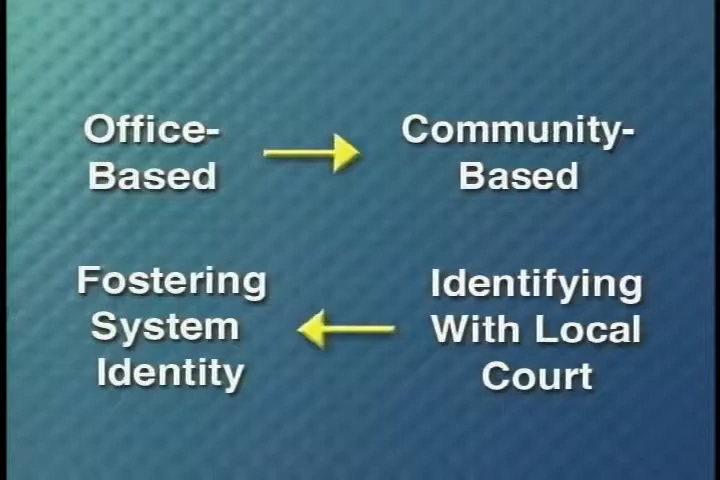 Office-
Based
Community-
Based
Fostering
System
Identity
Identifying
With Local
Court